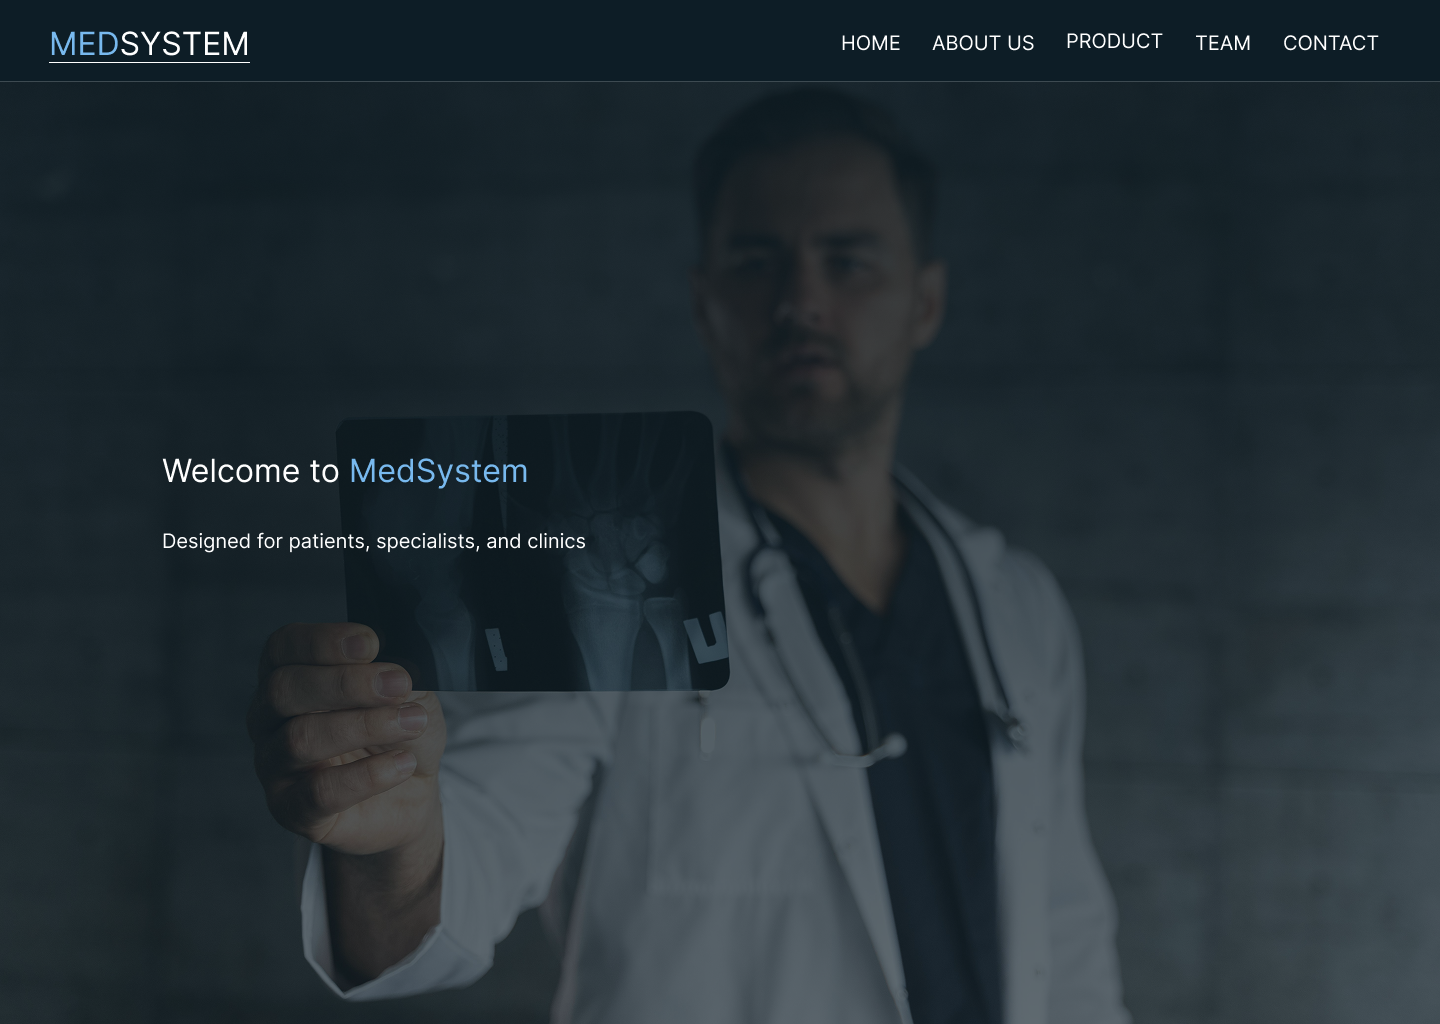 MEDSYSTEM
HOME ABOUT US PRODUCT TEAM CONTACT
Welcome to MedSystem
Designed for patients, specialists, and clinics
U